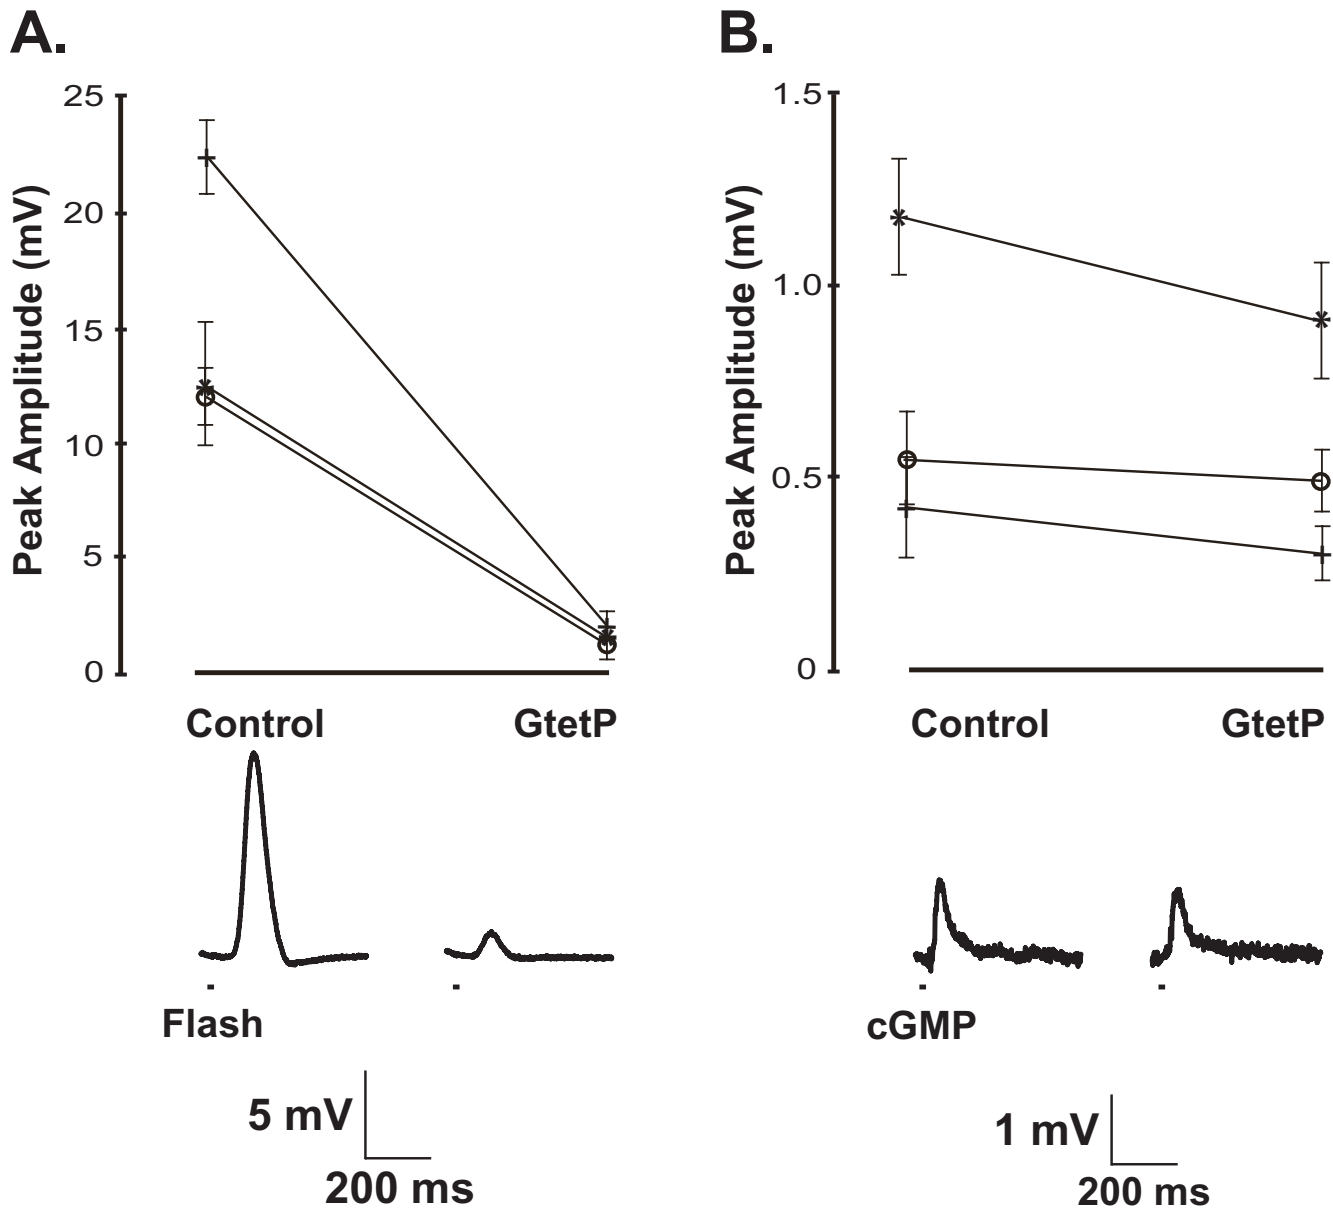 A.
Peak Amplitude (mV)
25
20
15
10
5
0
Control GtetP
Flash
5 mV
200 ms
B.
Peak Amplitude (mV)
1.5
1.0
0.5
0
Control GtetP
cGMP
1 mV
200 ms